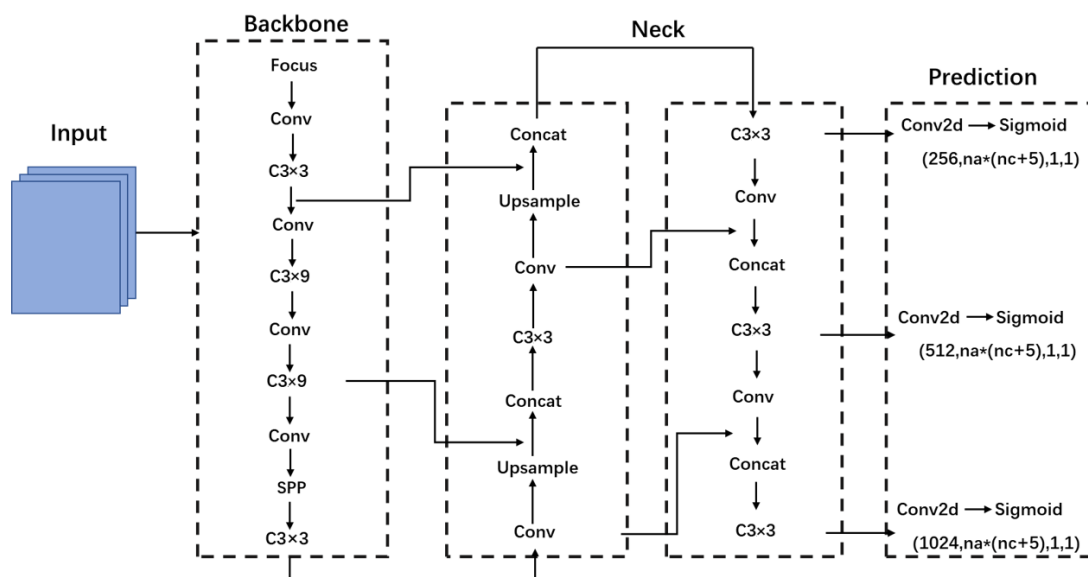 Input
Backbone
Focus
Conv
C3×3
Conv
C3×9
Conv
C3×9
Conv
SPP
C3×3
Neck
Concat
Upsample
Conv
C3×3
Concat
Upsample
Conv
C3×3
Conv
Concat
C3×3
Conv
Concat
C3×3
Prediction
Conv2d Sigmoid
(256,na*(nc+5),1,1)
Conv2d Sigmoid
(512,na*(nc+5),1,1)
Conv2d Sigmoid
(1024,na*(nc+5),1,1)